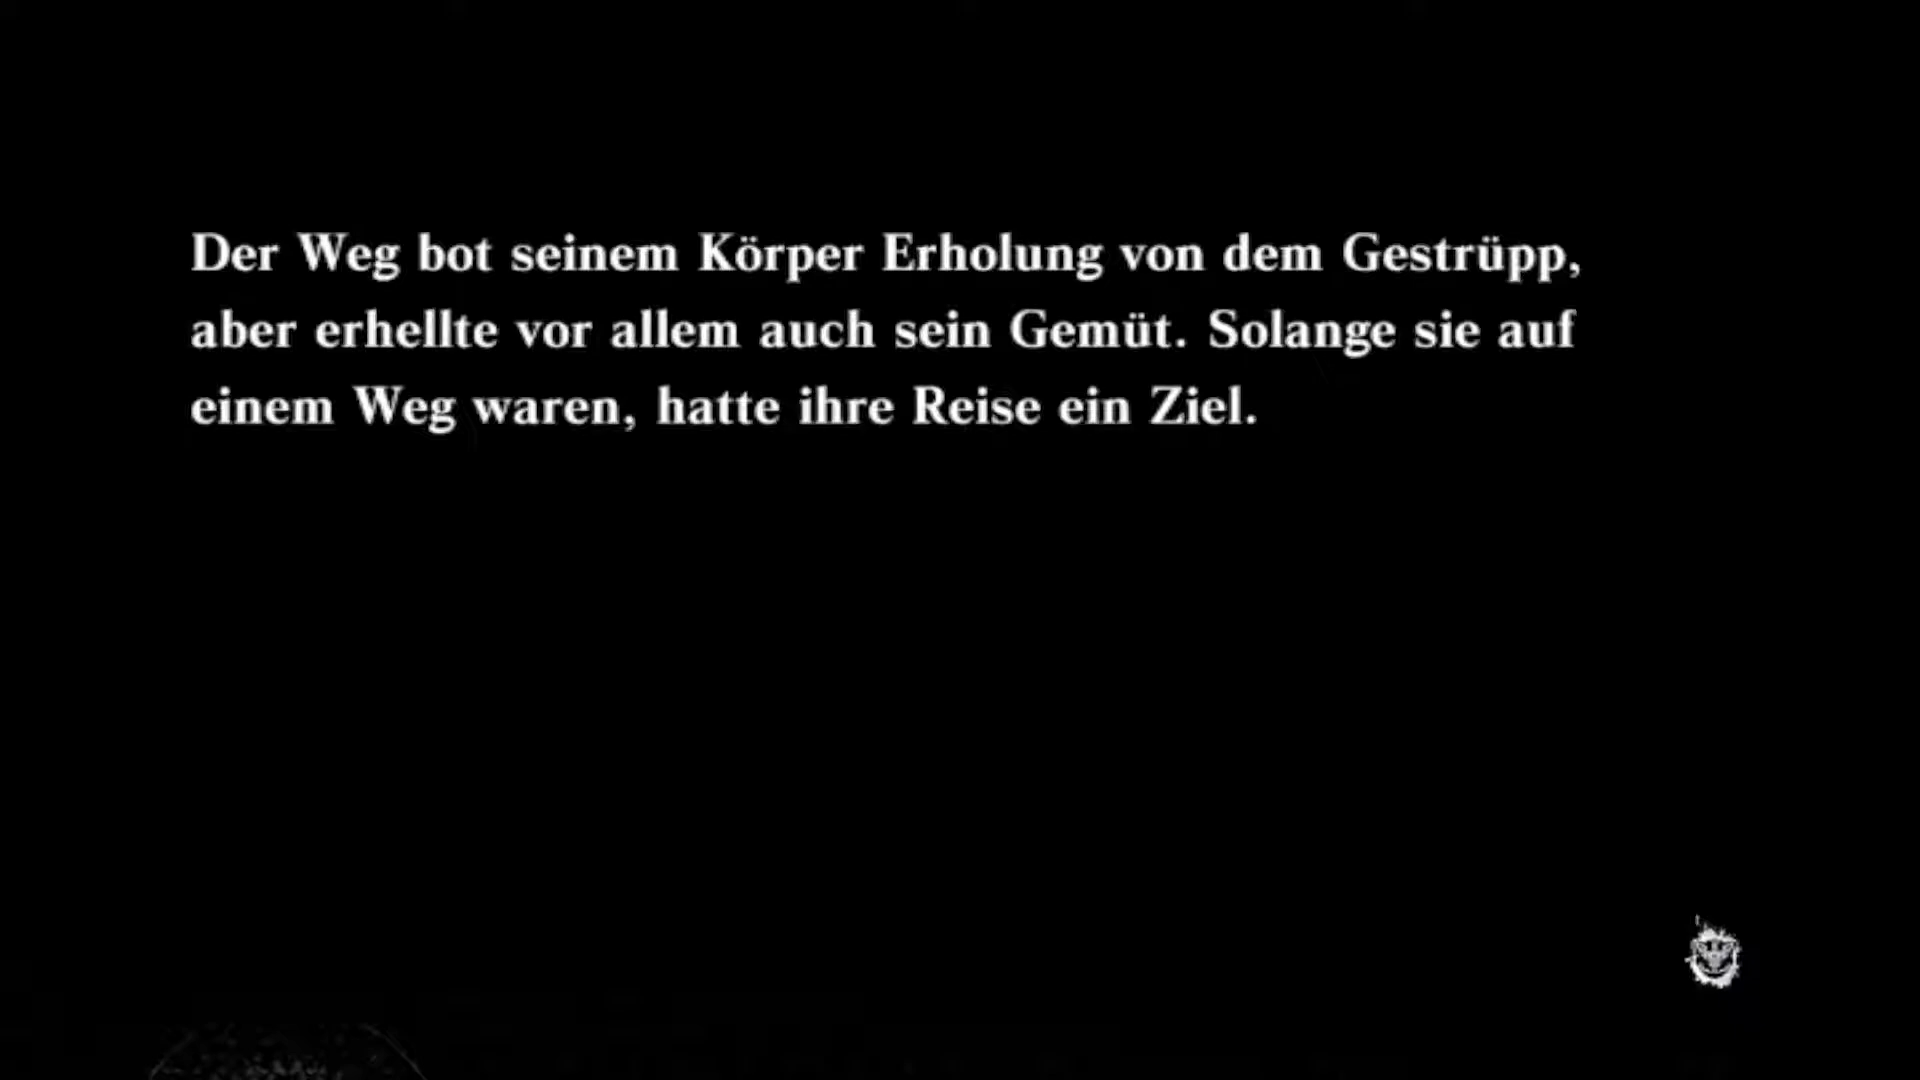 Der Weg bot seinem Körper Erholung von dem Gestrüpp,
aber erhellte vor allem auch sein Gemüt. Solange sie auf
einem Weg waren, hatte ihre Reise ein Ziel.